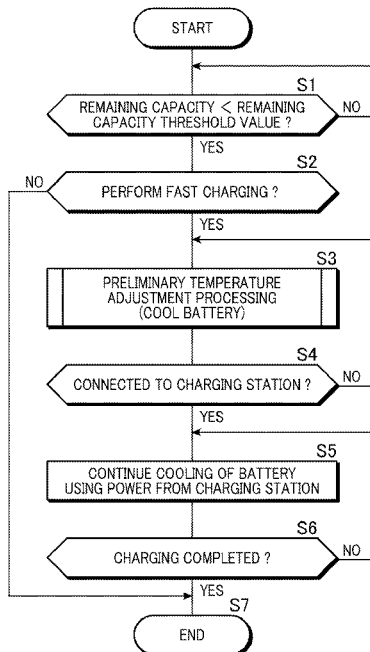 START
S1
REMAINING CAPACITY < REMAINING
CAPACITY THRESHOLD VALUE ?
NO
YES
S2
NO
PERFORM FAST CHARGING ?
YES
S3
PRELIMINARY TEMPERATURE
ADJUSTMENT PROCESSING
(COOL BATTERY)
S4
CONNECTED TO CHARGING STATION ?
NO
YES
S5
CONTINUE COOLING OF BATTERY
USING POWER FROM CHARGING STATION
S6
CHARGING COMPLETED ?
NO
YES
S7
END